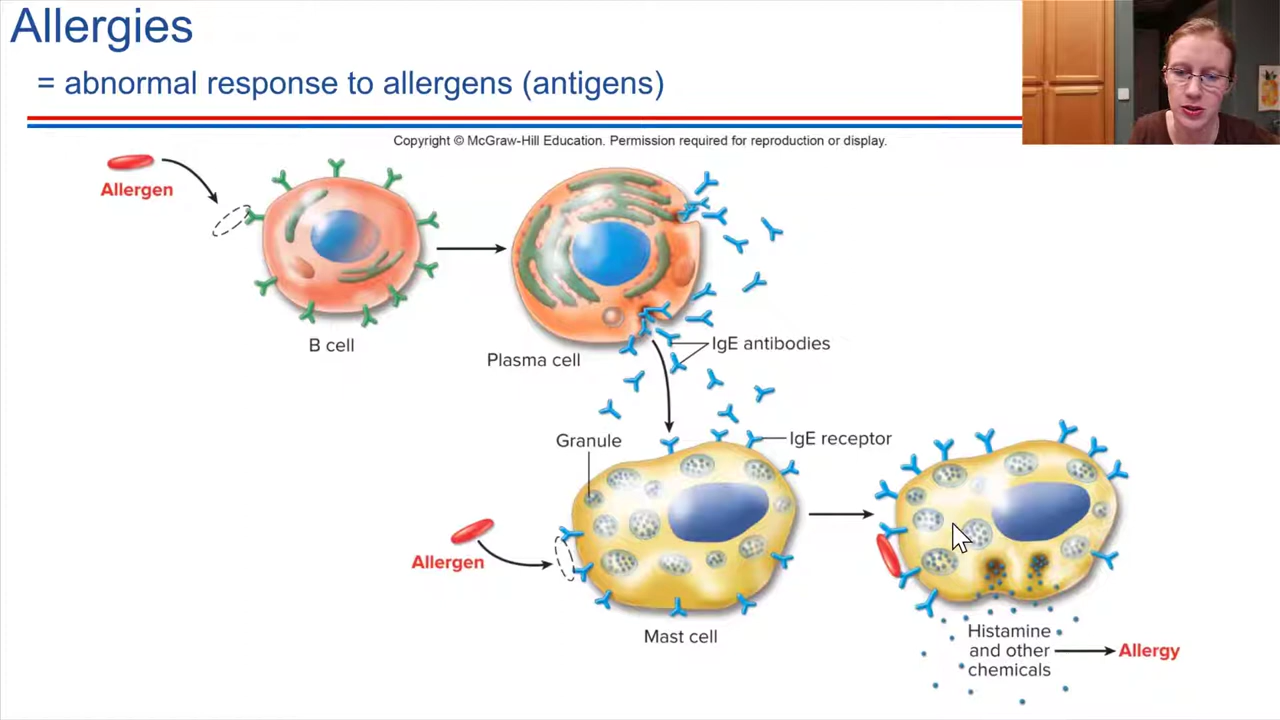 Allergies
= abnormal response to allergens (antigens)
Copyright © McGraw-Hill Education. Permission required for reproduction or display.
Allergen
B cell
Plasma cell
IgE antibodies
Granule
IgE receptor
Allergen
Mast cell
Histamine
and other
chemicals
Allergy